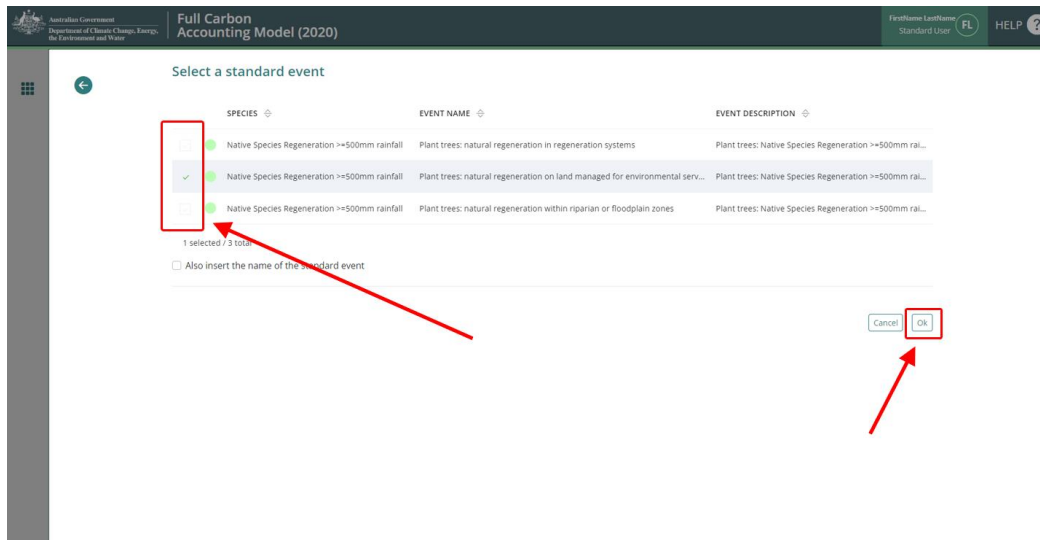 Australian Government
Department of Climate Change, Energy,
the Environment and Water
Full Carbon
Accounting Model (2020)
FirstName LastName
Standard User
FL
HELP ?
Select a standard event
SPECIES EVENT NAME EVENT DESCRIPTION
Native Species Regeneration >=500mm rainfall Plant trees: natural regeneration in regeneration systems Plant trees: Native Species Regeneration >=500mm rai...
Native Species Regeneration >=500mm rainfall Plant trees: natural regeneration on land managed for environmental serv... Plant trees: Native Species Regeneration >=500mm rai...
Native Species Regeneration >=500mm rainfall Plant trees: natural regeneration within riparian or floodplain zones Plant trees: Native Species Regeneration >=500mm rai...
1 selected / 3 total
Also insert the name of the standard event
Cancel Ok